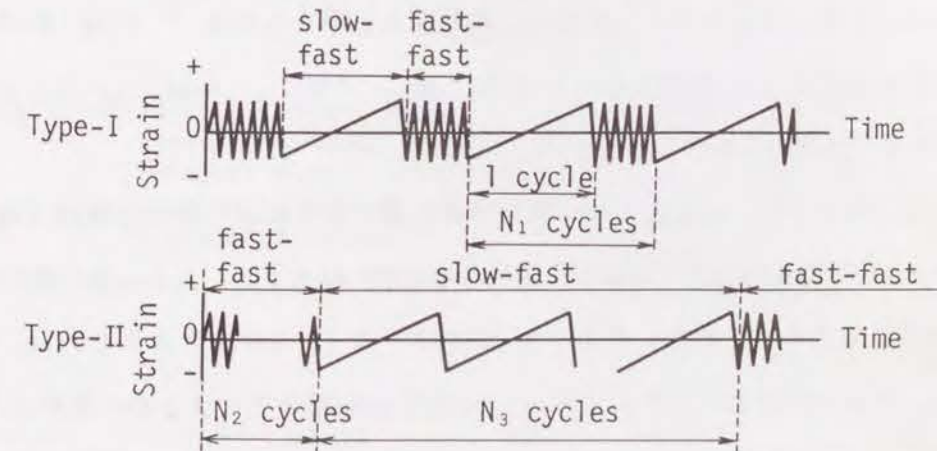 slow-
fast
fast-
fast
+
0
-
Strain
Type-I
Time
1 cycle
N₁ cycles
fast-
fast
slow-fast
fast-fast
+
0
-
Strain
Type-II
Time
N₂ cycles
N₃ cycles